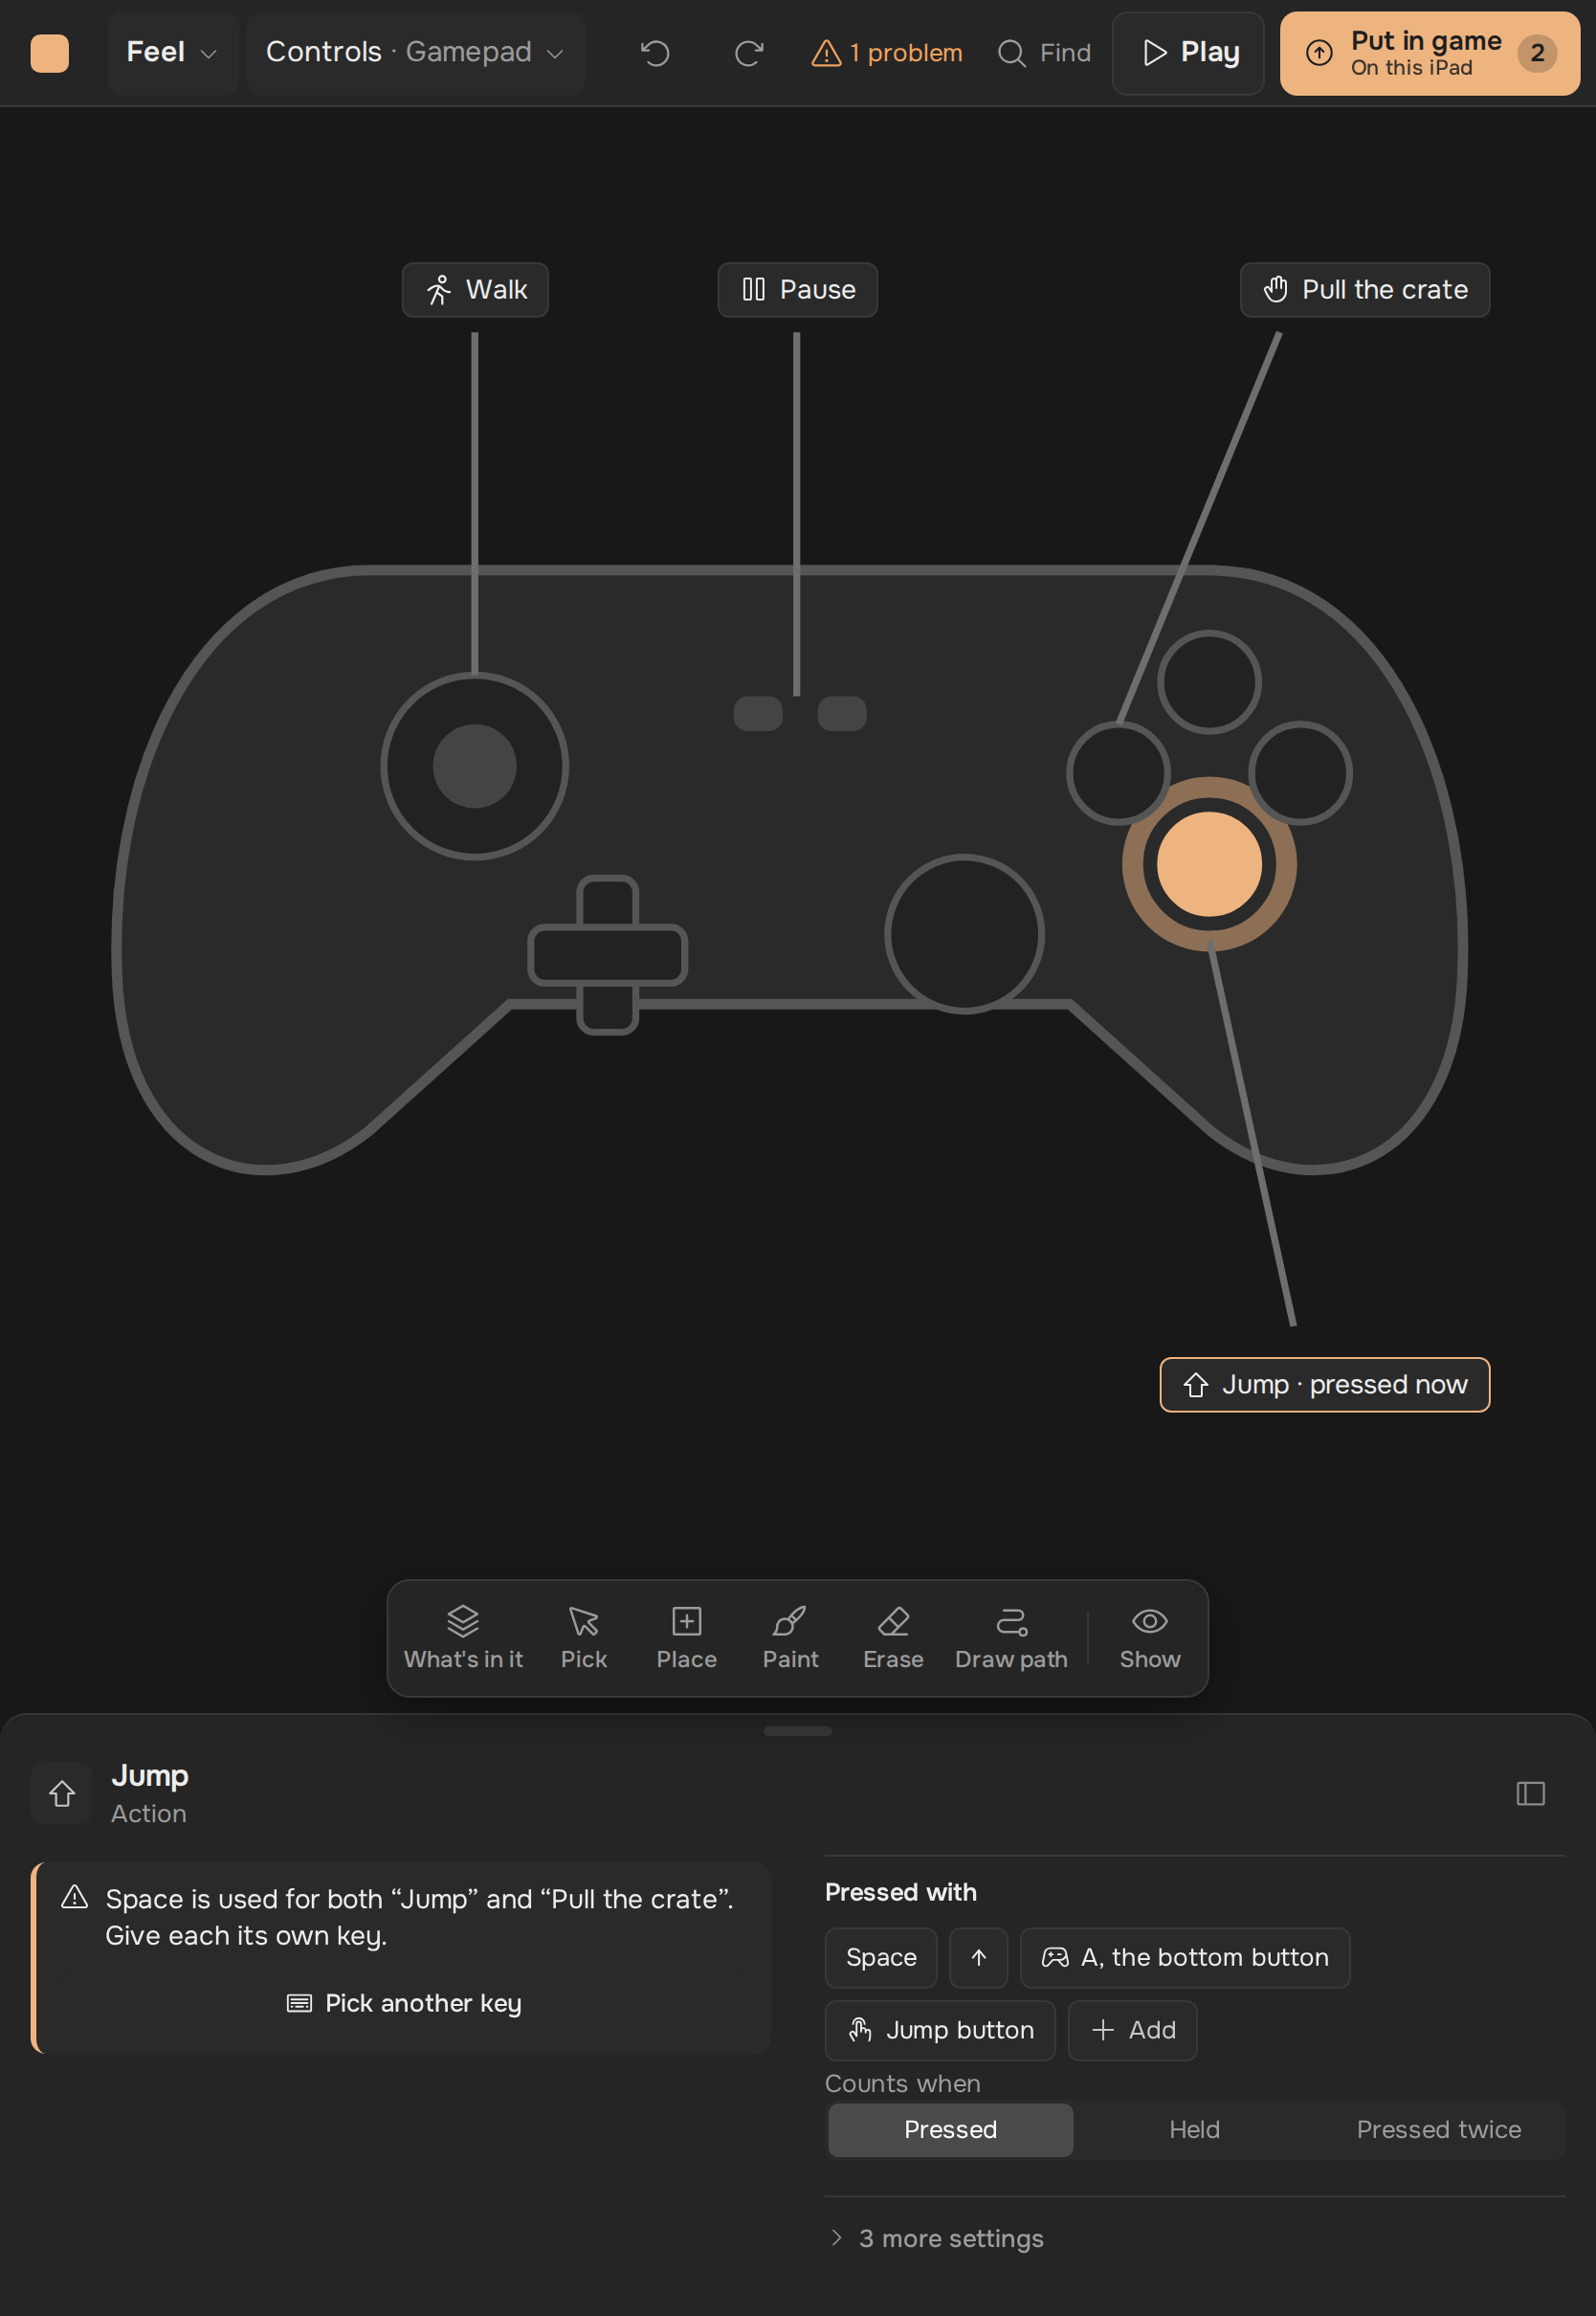 Feel
Controls · Gamepad
1 problem
Find
Play
Put in game
On this iPad
2
Walk
Pause
Pull the crate
Jump · pressed now
What's in it
Pick
Place
Paint
Erase
Draw path
Show
Jump
Action
Space is used for both “Jump” and “Pull the crate”.
Give each its own key.
Pick another key
Pressed with
Space
A, the bottom button
Jump button
Add
Counts when
Pressed
Held
Pressed twice
3 more settings